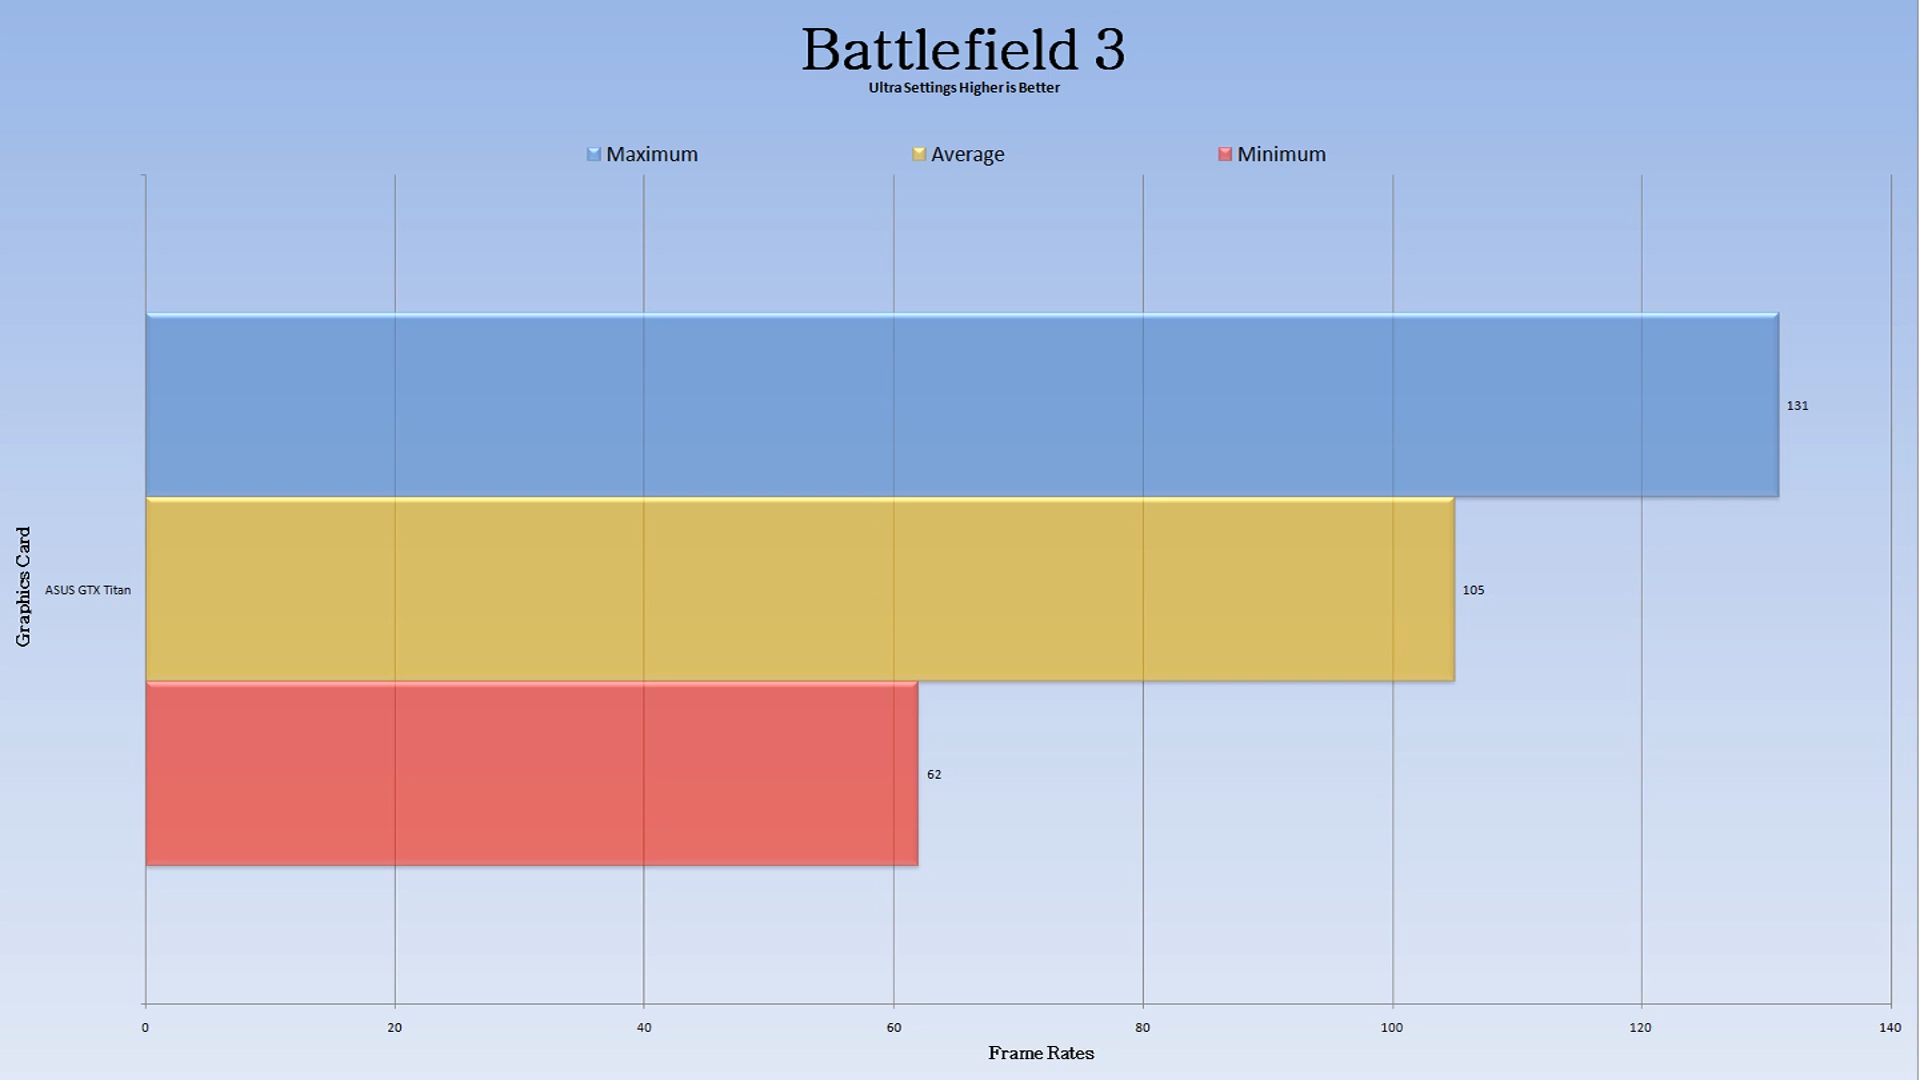 Battlefield 3
Ultra Settings Higher is Better
Maximum Average Minimum
131
Graphics Card
ASUS GTX Titan
105
62
0 20 40 60 80 100 120 140
Frame Rates